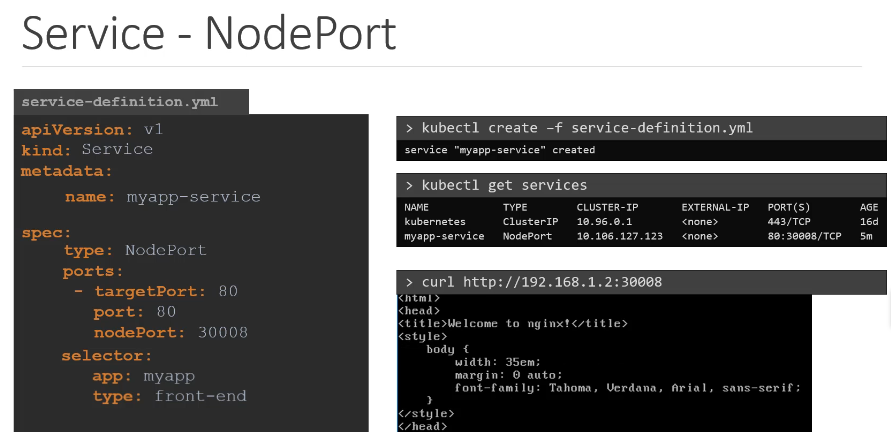 Service - NodePort
service-definition.yml
apiVersion: v1
kind: Service
metadata:
name: myapp-service
spec:
type: NodePort
ports:
- targetPort: 80
port: 80
nodePort: 30008
selector:
app: myapp
type: front-end
> kubectl create –f service-definition.yml
service "myapp-service" created
> kubectl get services
NAME TYPE CLUSTER-IP EXTERNAL-IP PORT(S) AGE
kubernetes ClusterIP 10.96.0.1 <none> 443/TCP 16d
myapp-service NodePort 10.106.127.123 <none> 80:30008/TCP 5m
> curl http://192.168.1.2:30008
<html>
<head>
<title>Welcome to nginx!</title>
<style>
body {
width: 35em;
margin: 0 auto;
font-family: Tahoma, Verdana, Arial, sans-serif;
}
</style>
</head>